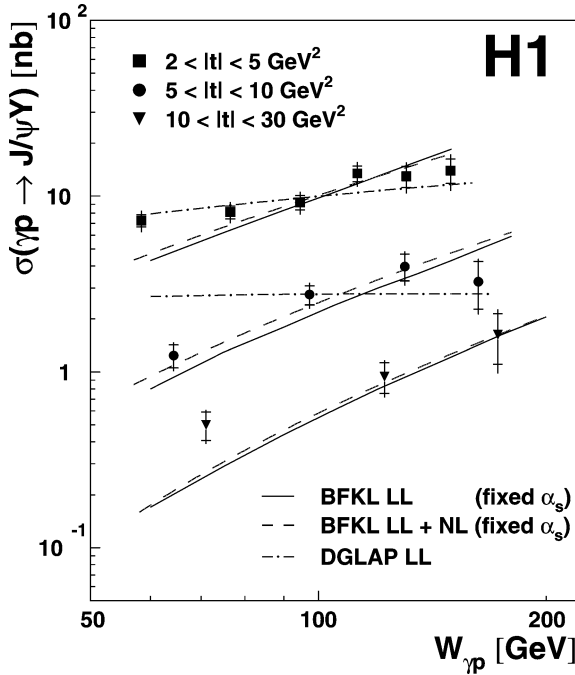 H1
2 < |t| < 5 GeV²
5 < |t| < 10 GeV²
10 < |t| < 30 GeV²
σ(γp → J/ψY) [nb]
10²
10
1
10⁻¹
BFKL LL (fixed αₛ)
BFKL LL + NL (fixed αₛ)
DGLAP LL
50 100 200
W_γp [GeV]